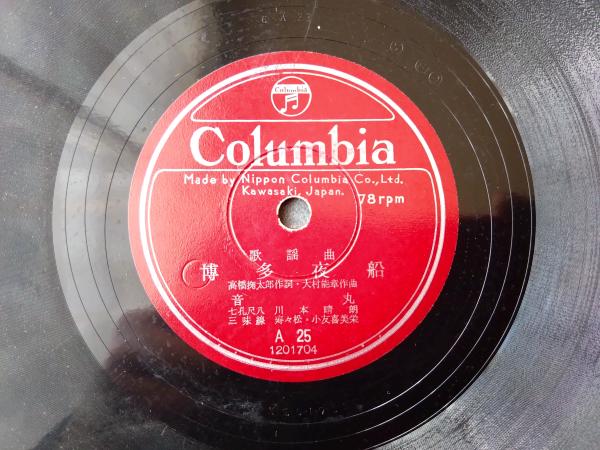 Columbia
Columbia
Made by Nippon Columbia Co., Ltd.
Kawasaki, Japan.
78rpm
歌謡曲
博多夜船
高橋掬太郎作詞・大村能章作曲
音丸
七孔尺八 川本晴朗
三味線 寿々松・小友喜美栄
A 25
1201704